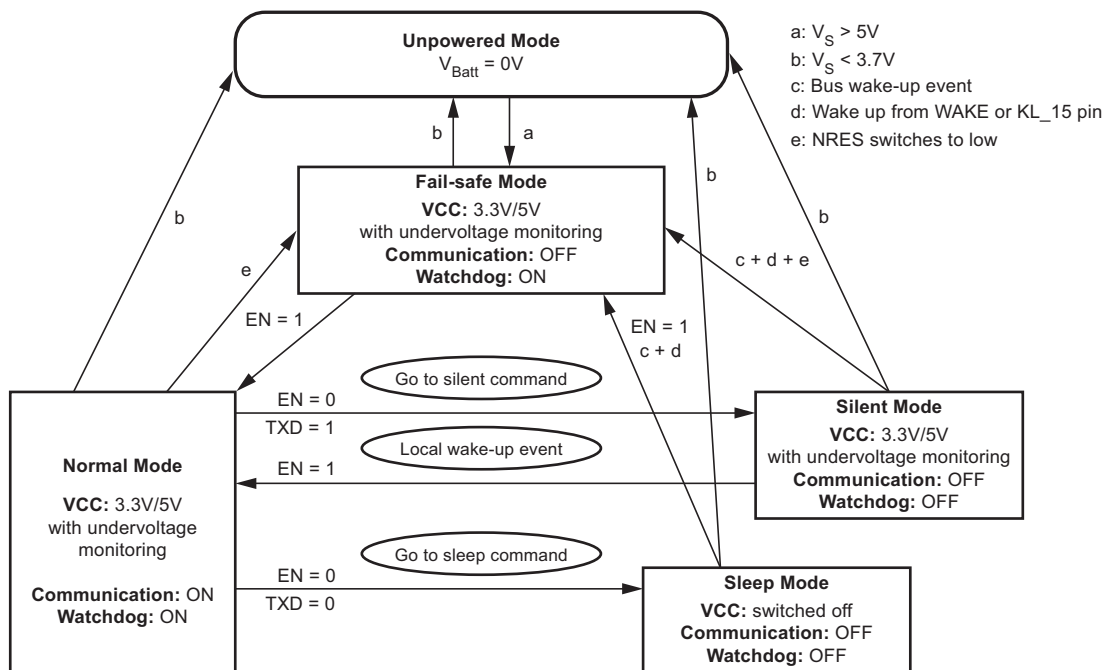 Unpowered Mode
V_Batt = 0V
a: V_S > 5V
b: V_S < 3.7V
c: Bus wake-up event
d: Wake up from WAKE or KL_15 pin
e: NRES switches to low
b
a
b
b
b
Fail-safe Mode
VCC: 3.3V/5V
with undervoltage monitoring
Communication: OFF
Watchdog: ON
e
c + d + e
EN = 1
EN = 1
c + d
Go to silent command
EN = 0
TXD = 1
Local wake-up event
EN = 1
Silent Mode
VCC: 3.3V/5V
with undervoltage monitoring
Communication: OFF
Watchdog: OFF
Normal Mode
VCC: 3.3V/5V
with undervoltage
monitoring
Communication: ON
Watchdog: ON
Go to sleep command
EN = 0
TXD = 0
Sleep Mode
VCC: switched off
Communication: OFF
Watchdog: OFF